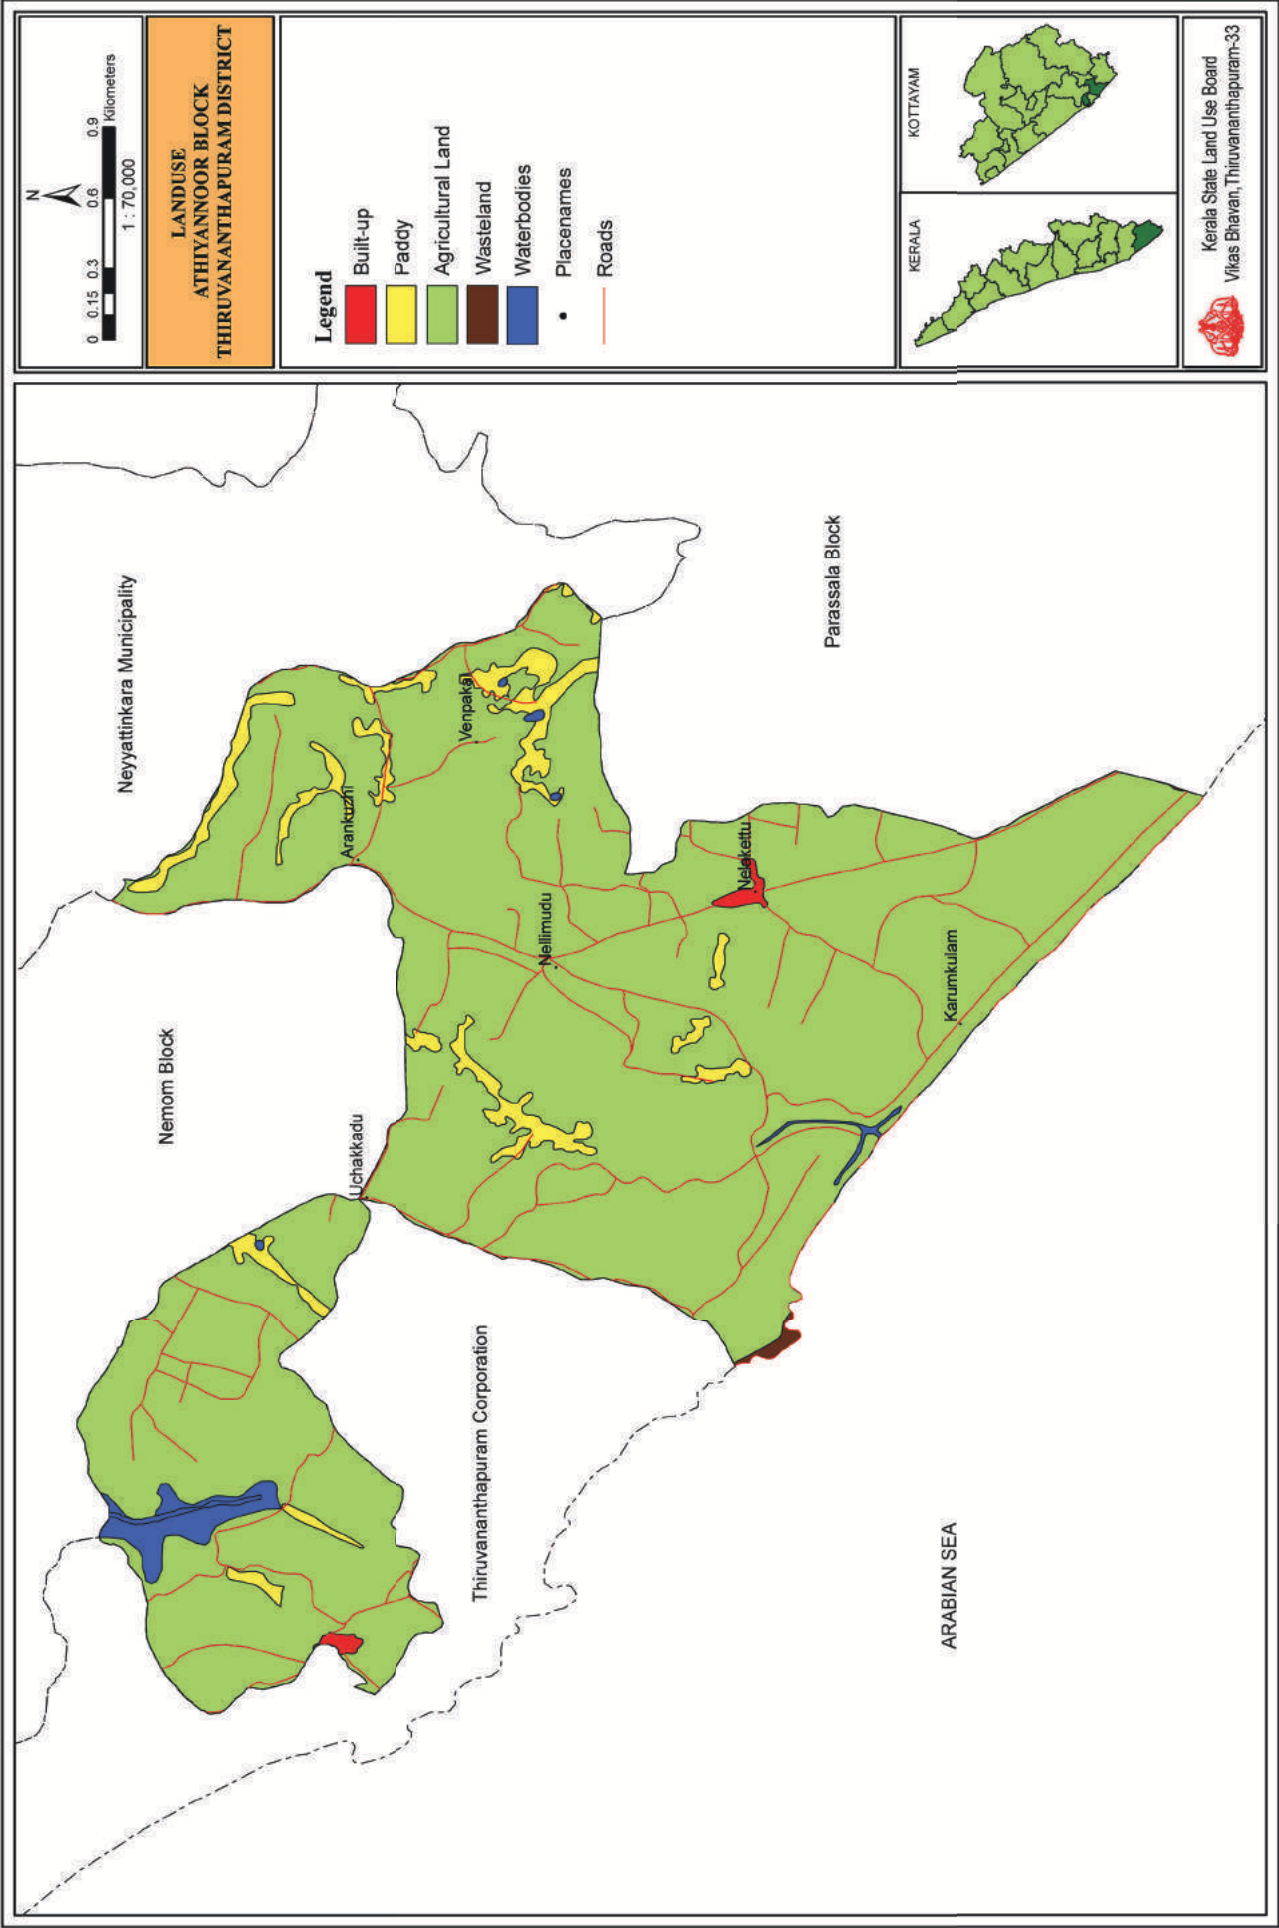 N
0 0.15 0.3 0.6 0.9
Kilometers
1 : 70,000
LANDUSE
ATHIYANNOOR BLOCK
THIRUVANANTHAPURAM DISTRICT
Legend
Built-up
Paddy
Agricultural Land
Wasteland
Waterbodies
Placenames
Roads
KERALA
KOTTAYAM
Kerala State Land Use Board
Vikas Bhavan,Thiruvananthapuram-33
Neyyattinkara Municipality
Nemom Block
Parassala Block
Arankuzhi
Venpakal
Uchakkadu
Nellimudu
Nelekettu
Karumkulam
Thiruvananthapuram Corporation
ARABIAN SEA